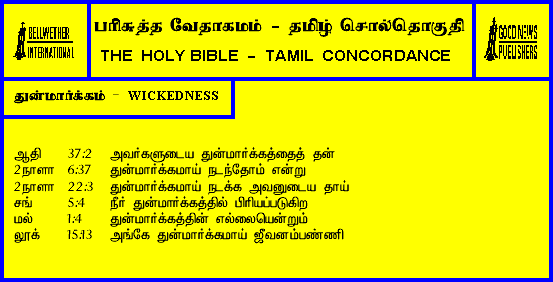 BELLWETHER
INTERNATIONAL
பரிசுத்த வேதாகமம் - தமிழ் சொல்தொகுதி
THE HOLY BIBLE - TAMIL CONCORDANCE
GOOD NEWS
PUBLISHERS
துன்மார்க்கம் - WICKEDNESS
ஆதி 37:2 அவர்களுடைய துன்மார்க்கத்தைத் தன்
2நாளா 6:37 துன்மார்க்கமாய் நடந்தோம் என்று
2நாளா 22:3 துன்மார்க்கமாய் நடக்க அவனுடைய தாய்
சங் 5:4 நீர் துன்மார்க்கத்தில் பிரியப்படுகிற
மல் 1:4 துன்மார்க்கத்தின் எல்லையென்றும்
லூக் 15:13 அங்கே துன்மார்க்கமாய் ஜீவனம்பண்ணி